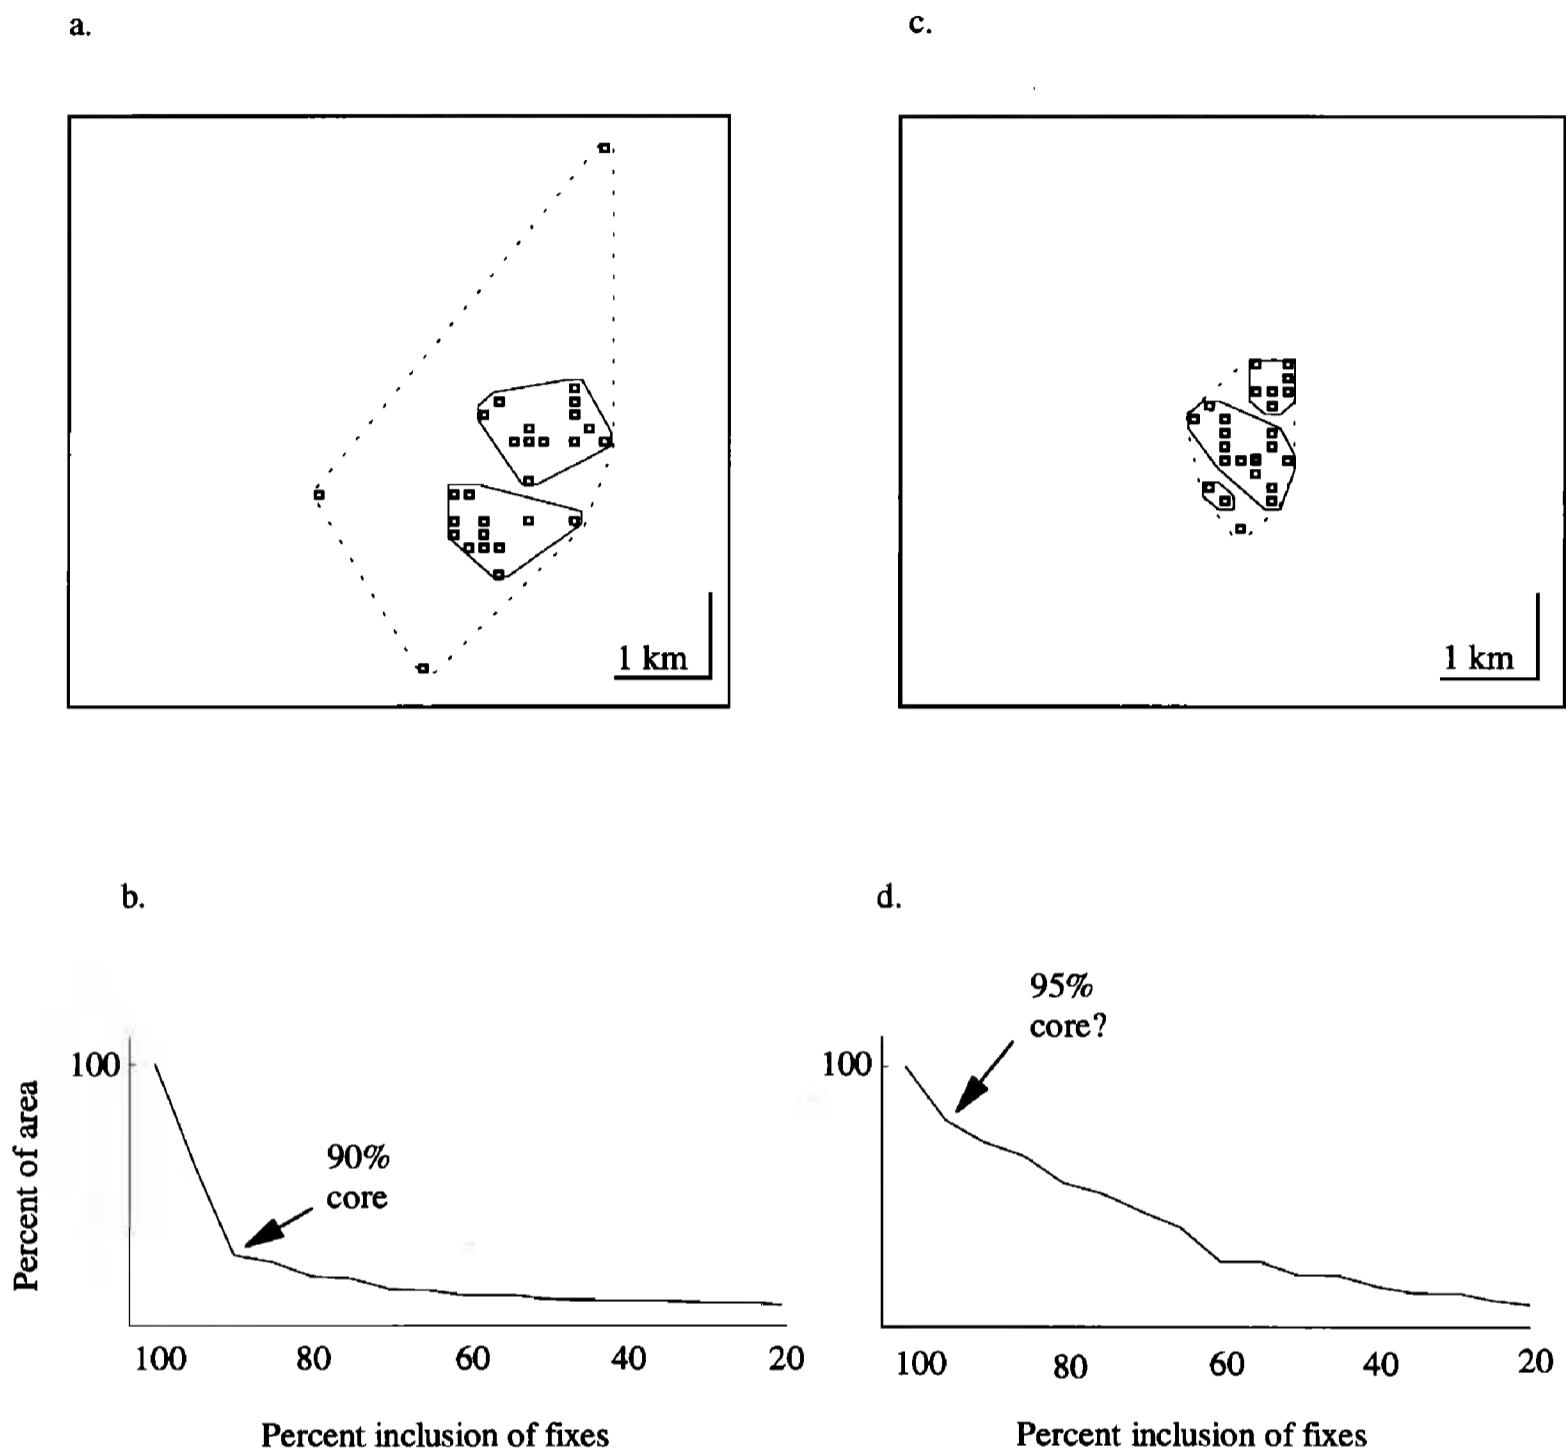 a.
c.
1 km
1 km
b.
d.
95%
core?
100
100
90%
core
Percent of area
100 80 60 40 20
100 80 60 40 20
Percent inclusion of fixes
Percent inclusion of fixes